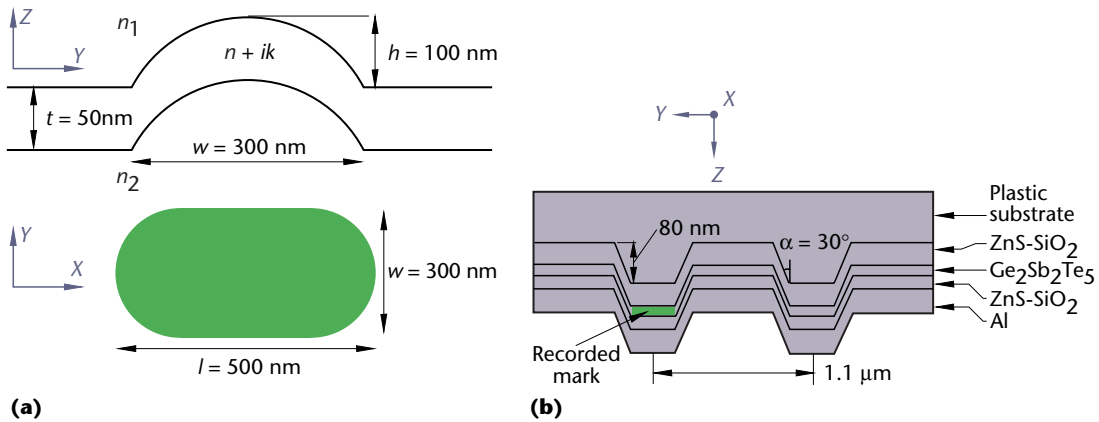 Z
Y
n1
n + ik
h = 100 nm
t = 50nm
w = 300 nm
n2
Y
X
w = 300 nm
l = 500 nm
(a)
Y
X
Z
80 nm
α = 30°
Plastic
substrate
ZnS-SiO2
Ge2Sb2Te5
ZnS-SiO2
Al
Recorded
mark
1.1 μm
(b)